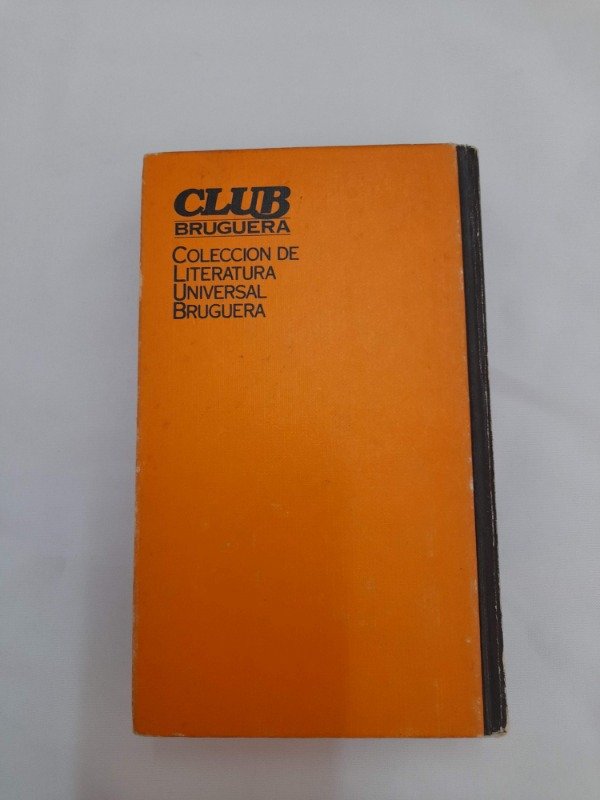 CLUB
BRUGUERA
COLECCION DE
LITERATURA
UNIVERSAL
BRUGUERA